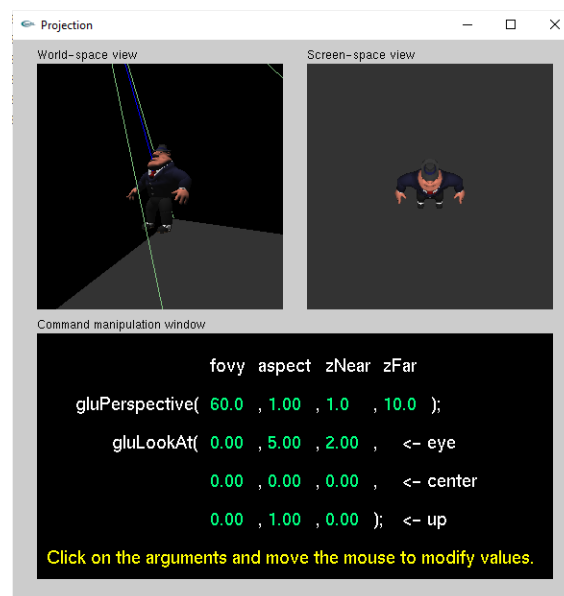 Projection
World-space view
Screen-space view
Command manipulation window
fovy aspect zNear zFar
gluPerspective( 60.0 , 1.00 , 1.0 , 10.0 );
gluLookAt( 0.00 , 5.00 , 2.00 , <- eye
0.00 , 0.00 , 0.00 , <- center
0.00 , 1.00 , 0.00 ); <- up
Click on the arguments and move the mouse to modify values.